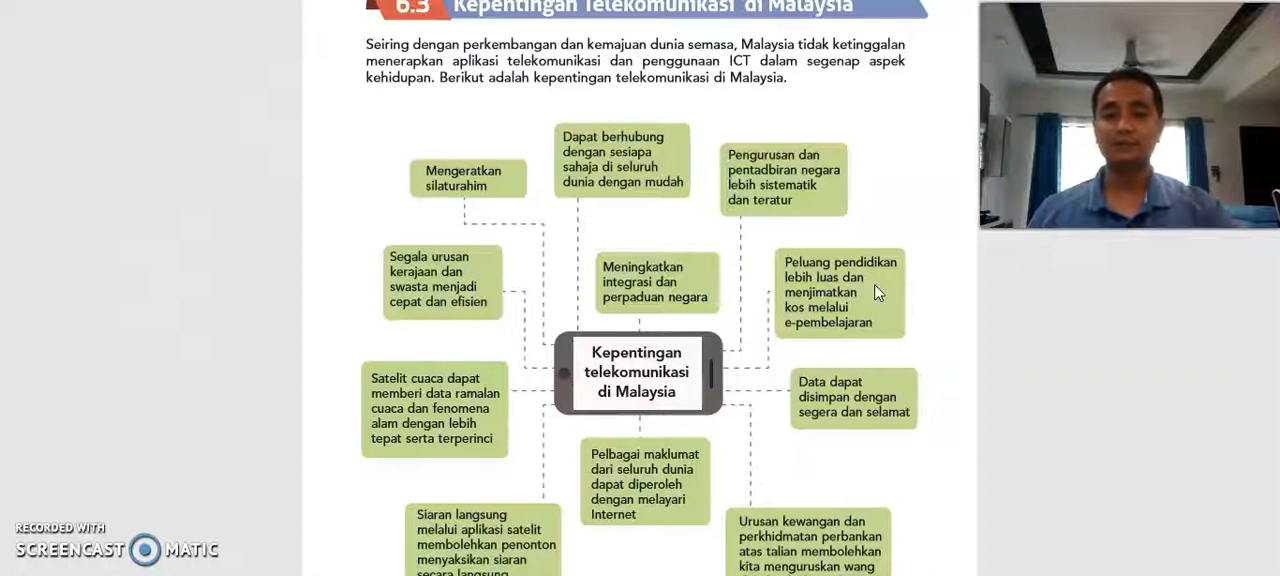 6.3 Kepentingan Telekomunikasi di Malaysia
Seiring dengan perkembangan dan kemajuan dunia semasa, Malaysia tidak ketinggalan
menerapkan aplikasi telekomunikasi dan penggunaan ICT dalam segenap aspek
kehidupan. Berikut adalah kepentingan telekomunikasi di Malaysia.
Mengeratkan
silaturahim
Dapat berhubung
dengan sesiapa
sahaja di seluruh
dunia dengan mudah
Pengurusan dan
pentadbiran negara
lebih sistematik
dan teratur
Segala urusan
kerajaan dan
swasta menjadi
cepat dan efisien
Meningkatkan
integrasi dan
perpaduan negara
Peluang pendidikan
lebih luas dan
menjimatkan
kos melalui
e-pembelajaran
Kepentingan
telekomunikasi
di Malaysia
Satelit cuaca dapat
memberi data ramalan
cuaca dan fenomena
alam dengan lebih
tepat serta terperinci
Data dapat
disimpan dengan
segera dan selamat
Pelbagai maklumat
dari seluruh dunia
dapat diperoleh
dengan melayari
Internet
Siaran langsung
melalui aplikasi satelit
membolehkan penonton
menyaksikan siaran
secara langsung
Urusan kewangan dan
perkhidmatan perbankan
atas talian membolehkan
kita menguruskan wang
RECORDED WITH
SCREENCAST MATIC